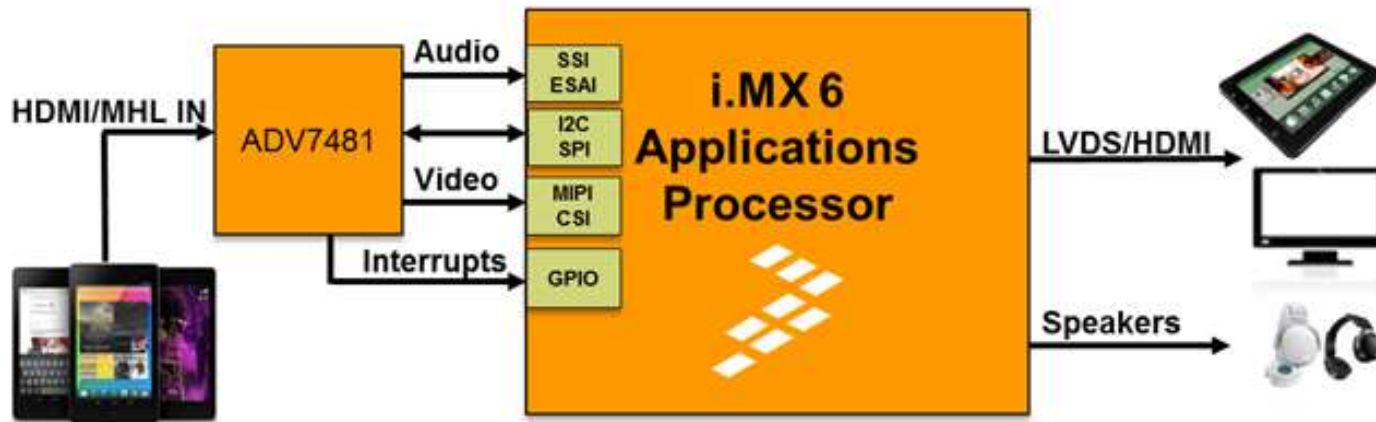 HDMI/MHL IN
ADV7481
Audio
Video
Interrupts
SSI
ESAI
I2C
SPI
MIPI
CSI
GPIO
i.MX 6
Applications
Processor
LVDS/HDMI
Speakers